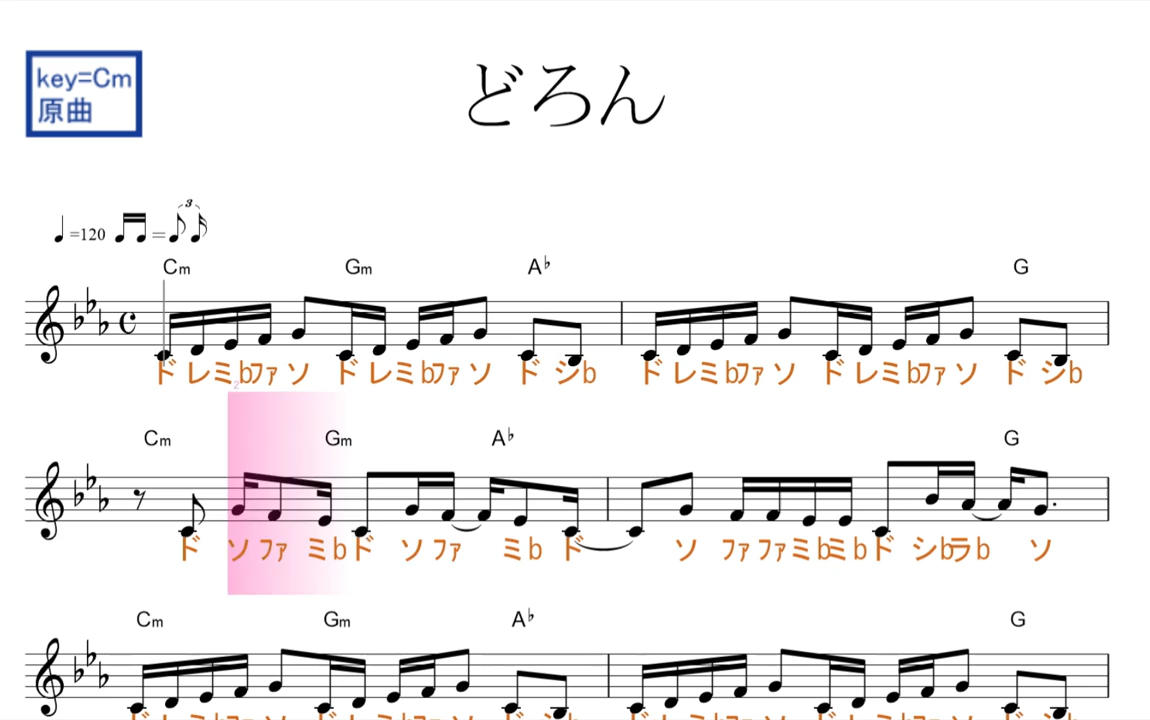 key=Cm
原曲
どろん
=120 = 3
Cm Gm A♭ G
ド レミbファ ソ ド レミbファ ソ ド シb ド レミbファ ソ ド レミbファ ソ ド シb
2
Cm Gm A♭ G
ド ソ ファ ミb ド ソ ファ ミb ド ソ ファファミbミb ド シbラb ソ
Cm Gm A♭ G